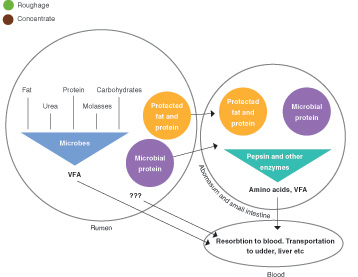 Roughage
Concentrate
Fat
Protein
Carbohydrates
Urea
Molasses
Microbes
VFA
Protected
fat and
protein
Microbial
protein
???
Rumen
Protected
fat and
protein
Microbial
protein
Pepsin and other
enzymes
Amino acids, VFA
Abomassum and small intestine
Resorbtion to blood. Transportation
to udder, liver etc
Blood